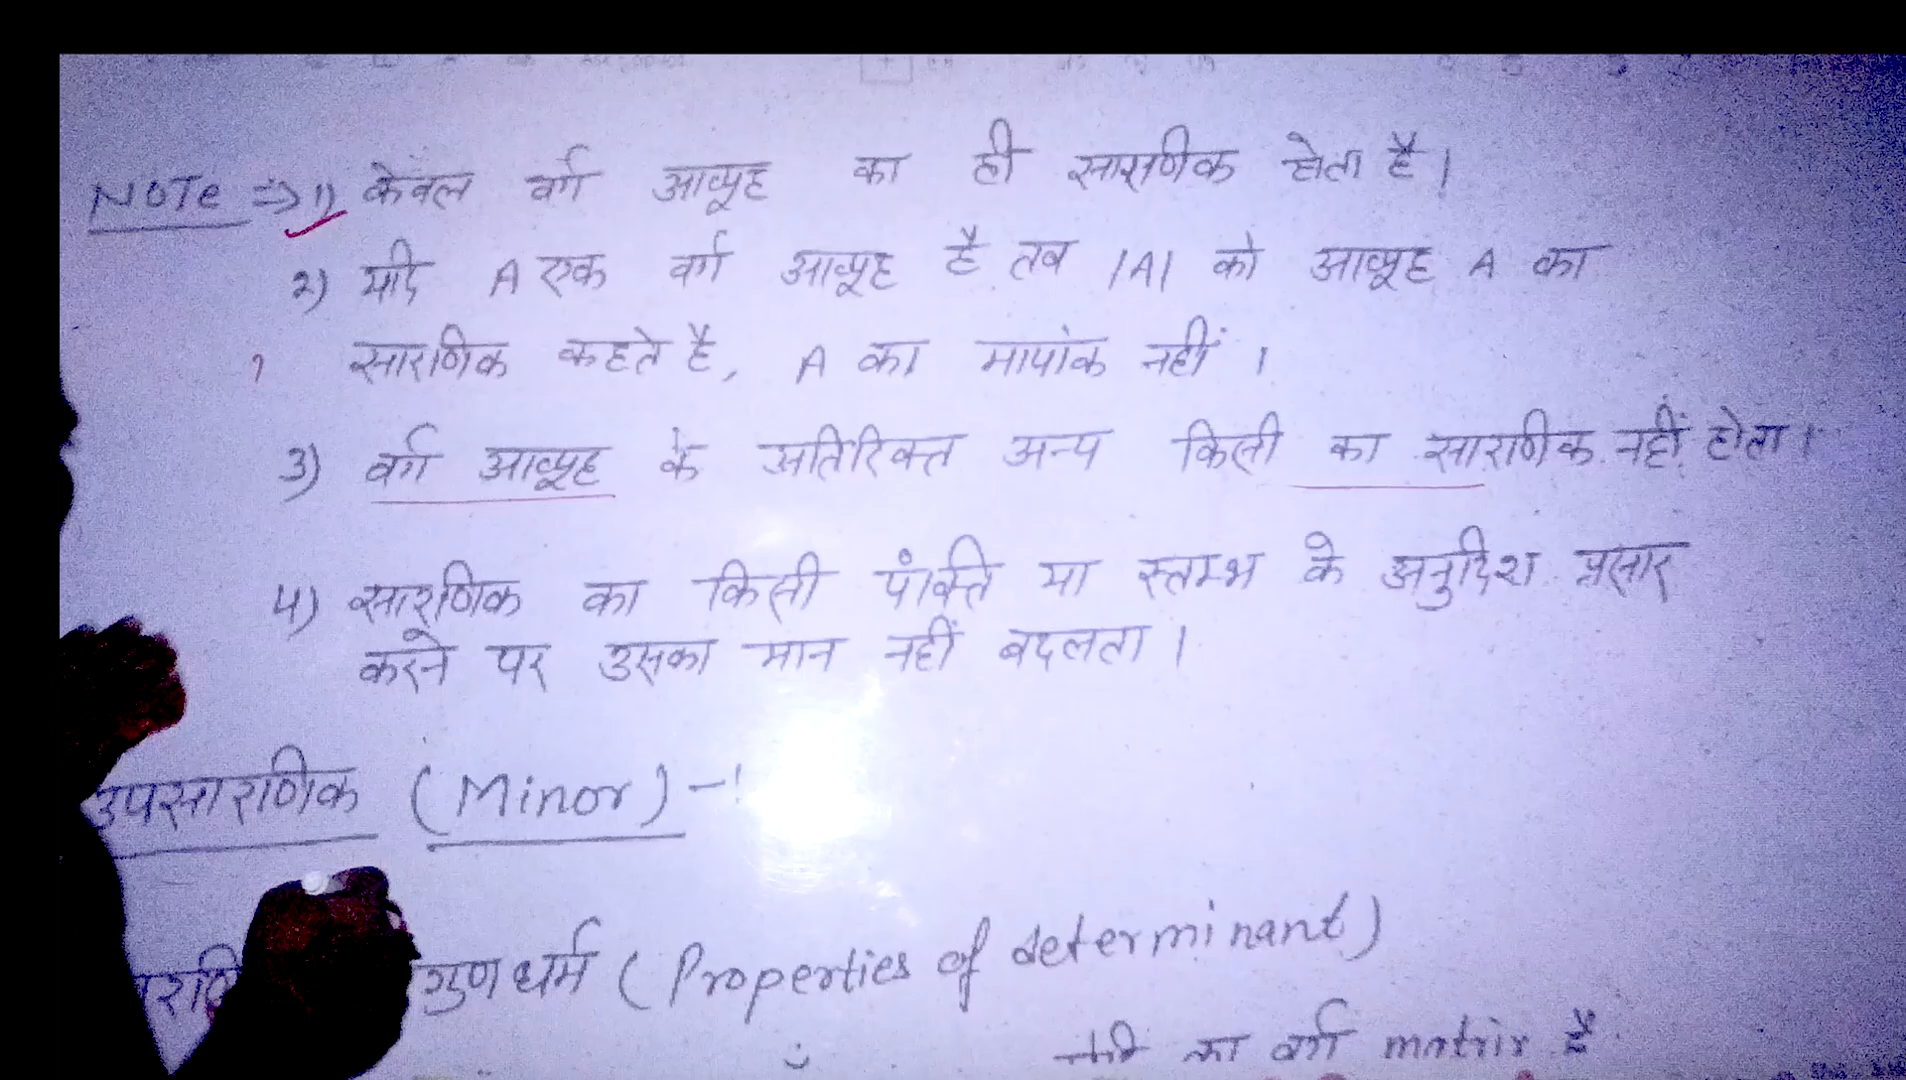 NOTe ⇒ 1) केवल वर्ग आव्यूह का ही सारणिक होता है।
2) यदि A एक वर्ग आव्यूह है तब |A| को आव्यूह A का
सारणिक कहते है, A का मापांक नहीं ।
3) वर्ग आव्यूह के अतिरिक्त अन्य किसी का सारणिक नहीं होता।
4) सारणिक का किसी पंक्ति या स्तम्भ के अनुदिश प्रसार
करने पर उसका मान नहीं बदलता ।
उपसारणिक (Minor) -
गुणधर्म (Properties of determinant)
का वर्ग matrix है